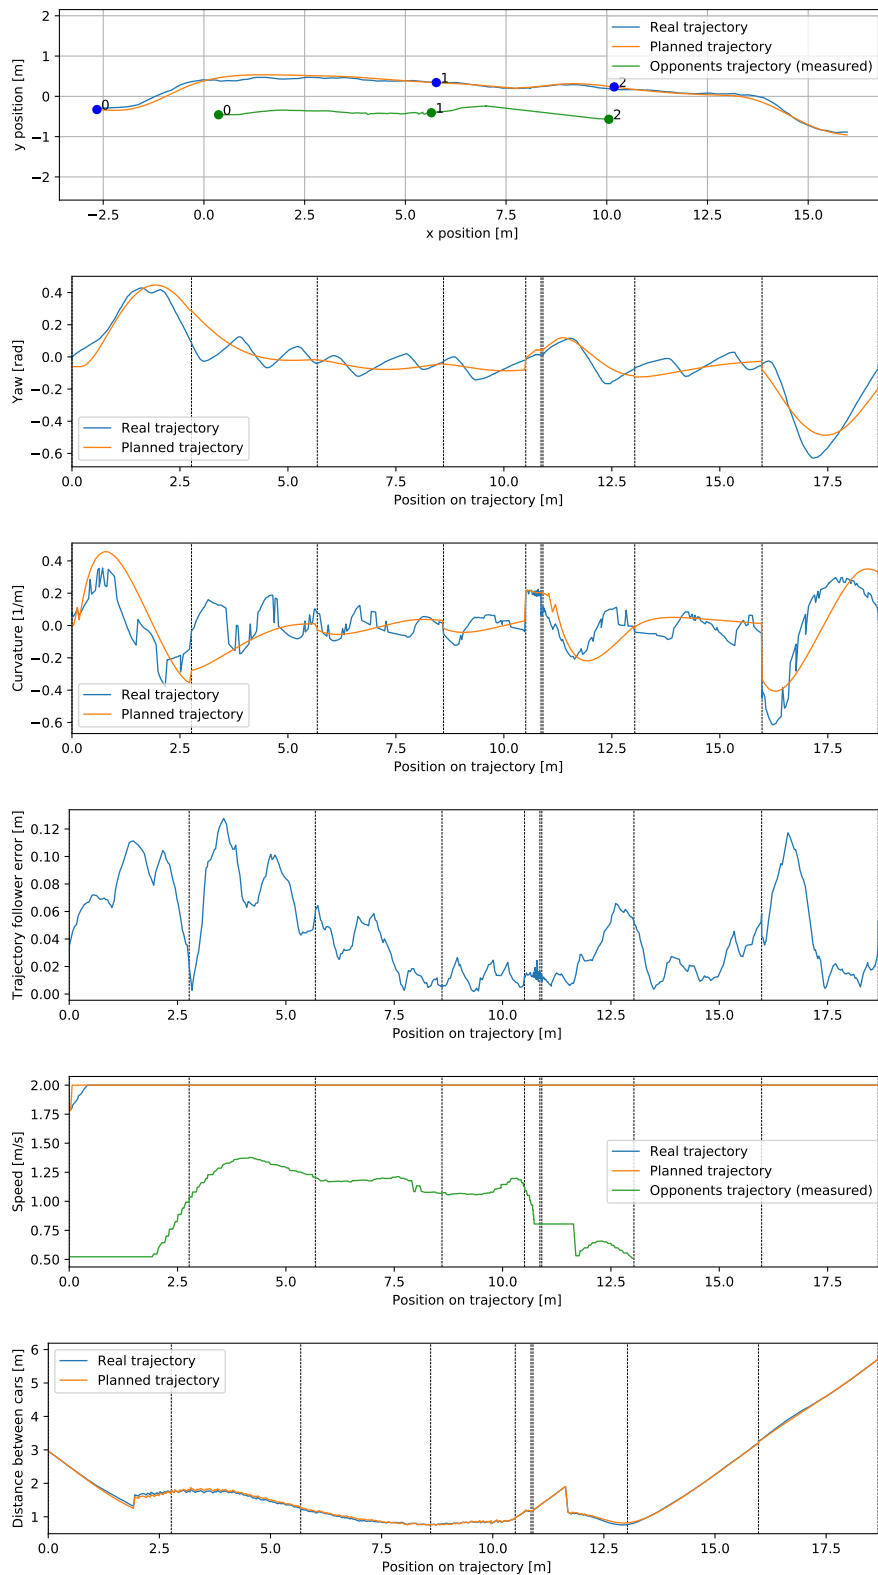 2
1
0
−1
−2
y position [m]
Real trajectory
Planned trajectory
Opponents trajectory (measured)
0
1
2
0
1
2
−2.5 0.0 2.5 5.0 7.5 10.0 12.5 15.0
x position [m]
0.4
0.2
0.0
−0.2
−0.4
−0.6
Yaw [rad]
Real trajectory
Planned trajectory
0.0 2.5 5.0 7.5 10.0 12.5 15.0 17.5
Position on trajectory [m]
0.4
0.2
0.0
−0.2
−0.4
−0.6
Curvature [1/m]
Real trajectory
Planned trajectory
0.0 2.5 5.0 7.5 10.0 12.5 15.0 17.5
Position on trajectory [m]
0.12
0.10
0.08
0.06
0.04
0.02
0.00
Trajectory follower error [m]
0.0 2.5 5.0 7.5 10.0 12.5 15.0 17.5
Position on trajectory [m]
2.00
1.75
1.50
1.25
1.00
0.75
0.50
Speed [m/s]
Real trajectory
Planned trajectory
Opponents trajectory (measured)
0.0 2.5 5.0 7.5 10.0 12.5 15.0 17.5
Position on trajectory [m]
6
5
4
3
2
1
Distance between cars [m]
Real trajectory
Planned trajectory
0.0 2.5 5.0 7.5 10.0 12.5 15.0 17.5
Position on trajectory [m]